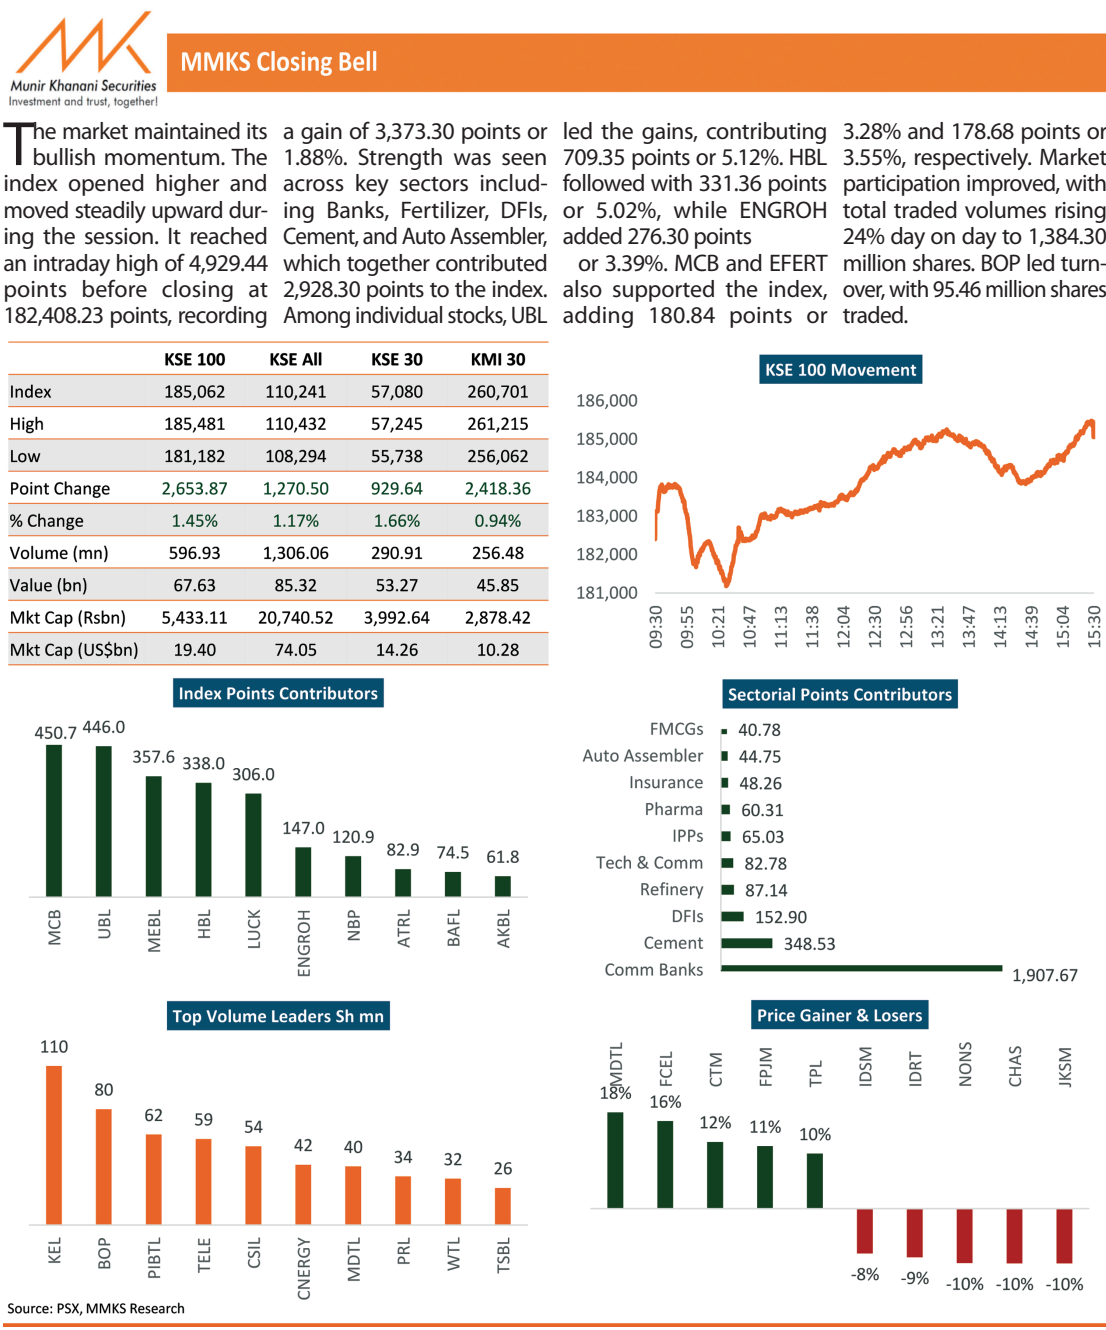 Munir Khanani Securities
Investment and trust, together!
MMKS Closing Bell
The market maintained its
bullish momentum. The
index opened higher and
moved steadily upward dur-
ing the session. It reached
an intraday high of 4,929.44
points before closing at
182,408.23 points, recording
a gain of 3,373.30 points or
1.88%. Strength was seen
across key sectors includ-
ing Banks, Fertilizer, DFIs,
Cement, and Auto Assembler,
which together contributed
2,928.30 points to the index.
Among individual stocks, UBL
led the gains, contributing
709.35 points or 5.12%. HBL
followed with 331.36 points
or 5.02%, while ENGROH
added 276.30 points
or 3.39%. MCB and EFERT
also supported the index,
adding 180.84 points or
3.28% and 178.68 points or
3.55%, respectively. Market
participation improved, with
total traded volumes rising
24% day on day to 1,384.30
million shares. BOP led turn-
over, with 95.46 million shares
traded.
KSE 100 KSE All KSE 30 KMI 30
Index 185,062 110,241 57,080 260,701
High 185,481 110,432 57,245 261,215
Low 181,182 108,294 55,738 256,062
Point Change 2,653.87 1,270.50 929.64 2,418.36
% Change 1.45% 1.17% 1.66% 0.94%
Volume (mn) 596.93 1,306.06 290.91 256.48
Value (bn) 67.63 85.32 53.27 45.85
Mkt Cap (Rsbn) 5,433.11 20,740.52 3,992.64 2,878.42
Mkt Cap (US$bn) 19.40 74.05 14.26 10.28
KSE 100 Movement
186,000
185,000
184,000
183,000
182,000
181,000
09:30 09:55 10:21 10:47 11:13 11:38 12:04 12:30 12:56 13:21 13:47 14:13 14:39 15:04 15:30
Index Points Contributors
450.7 446.0 357.6 338.0 306.0 147.0 120.9 82.9 74.5 61.8
MCB UBL MEBL HBL LUCK ENGROH NBP ATRL BAFL AKBL
Sectorial Points Contributors
FMCGs 40.78
Auto Assembler 44.75
Insurance 48.26
Pharma 60.31
IPPs 65.03
Tech & Comm 82.78
Refinery 87.14
DFIs 152.90
Cement 348.53
Comm Banks 1,907.67
Top Volume Leaders Sh mn
110 80 62 59 54 42 40 34 32 26
KEL BOP PIBTL TELE CSIL CNERGY MDTL PRL WTL TSBL
Price Gainer & Losers
MDTL FCEL CTM FPJM TPL IDSM IDRT NONS CHAS JKSM
18% 16% 12% 11% 10%
-8% -9% -10% -10% -10%
Source: PSX, MMKS Research